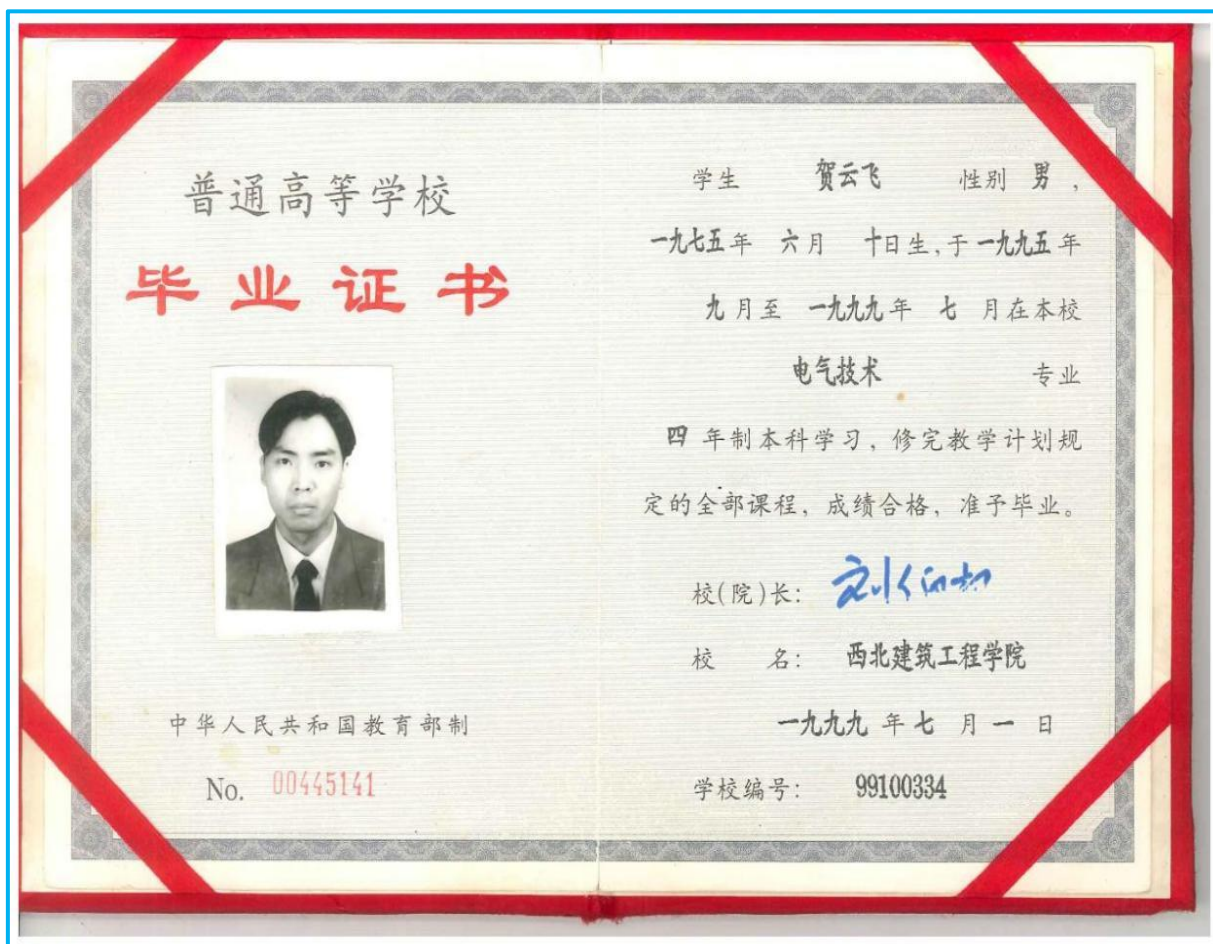 普通高等学校
毕业证书
中华人民共和国教育部制
No. 00445141
学生 贺云飞 性别 男,
一九七五年 六月 十日生,于一九九五年
九月至 一九九九年 七 月在本校
电气技术 专业
四 年制本科学习, 修完教学计划规
定的全部课程, 成绩合格, 准予毕业。
校(院)长:
校 名: 西北建筑工程学院
一九九九 年 七 月 一 日
学校编号: 99100334